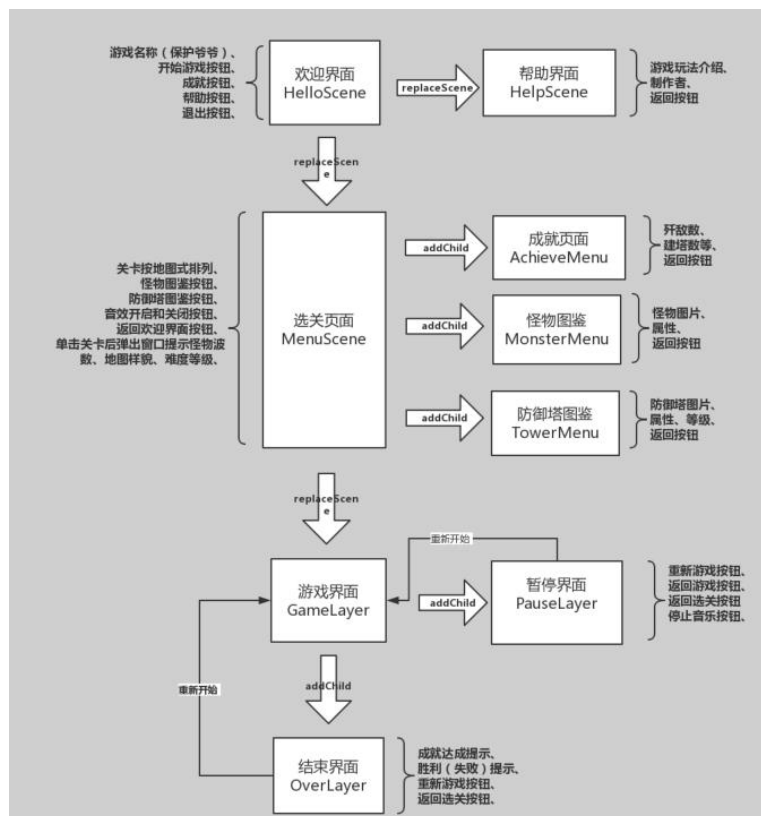 游戏名称（保护爷爷）、
开始游戏按钮、
成就按钮、
帮助按钮、
退出按钮、
欢迎界面
HelloScene
replaceScene
帮助界面
HelpScene
游戏玩法介绍、
制作者、
返回按钮
replaceScen
e
关卡按地图式排列、
怪物图鉴按钮、
防御塔图鉴按钮、
音效开启和关闭按钮、
返回欢迎界面按钮、
单击关卡后弹出窗口提示怪物波
数、地图样貌、难度等级、
选关页面
MenuScene
addChild
成就页面
AchieveMenu
歼敌数、
建塔数等、
返回按钮
addChild
怪物图鉴
MonsterMenu
怪物图片、
属性、
返回按钮
addChild
防御塔图鉴
TowerMenu
防御塔图片、
属性、等级、
返回按钮
replaceScen
e
重新开始
游戏界面
GameLayer
addChild
暂停界面
PauseLayer
重新游戏按钮、
返回游戏按钮、
返回选关按钮
停止音乐按钮、
重新开始
addChild
结束界面
OverLayer
成就达成提示、
胜利（失败）提示、
重新游戏按钮、
返回选关按钮、